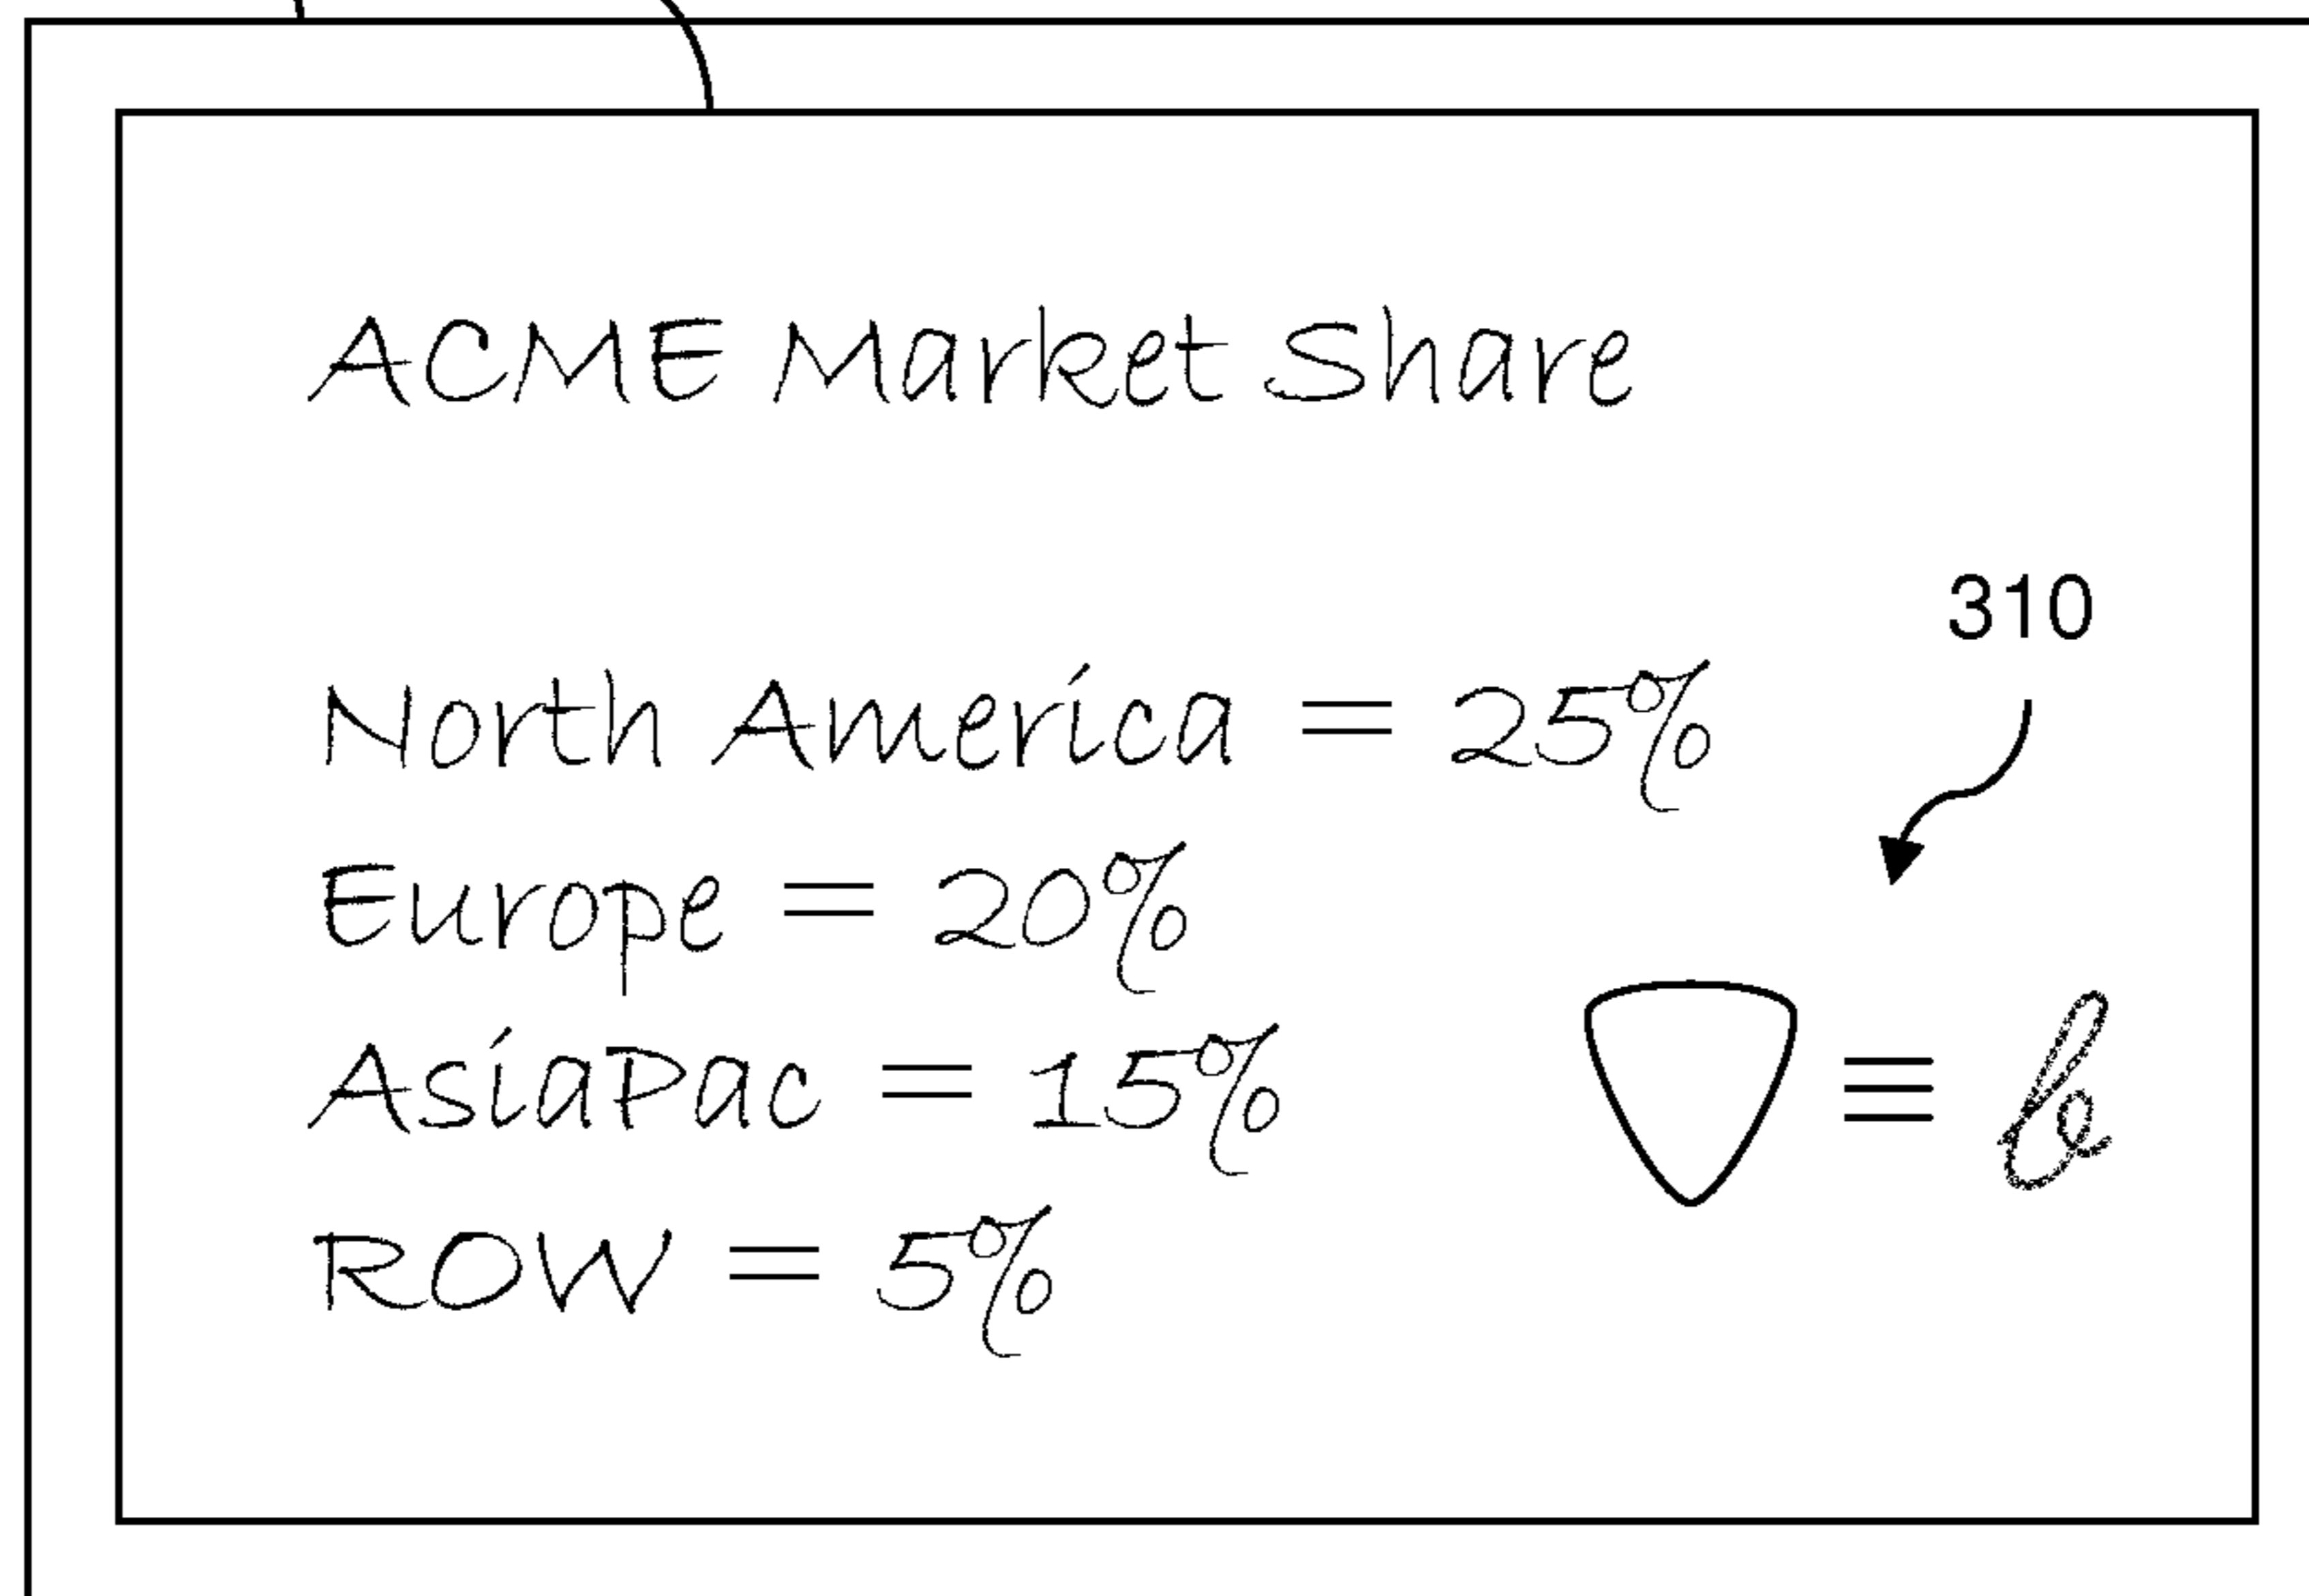 ACME Market Share
310
North America = 25%
Europe = 20%
AsiaPac = 15%
≡ b
ROW = 5%